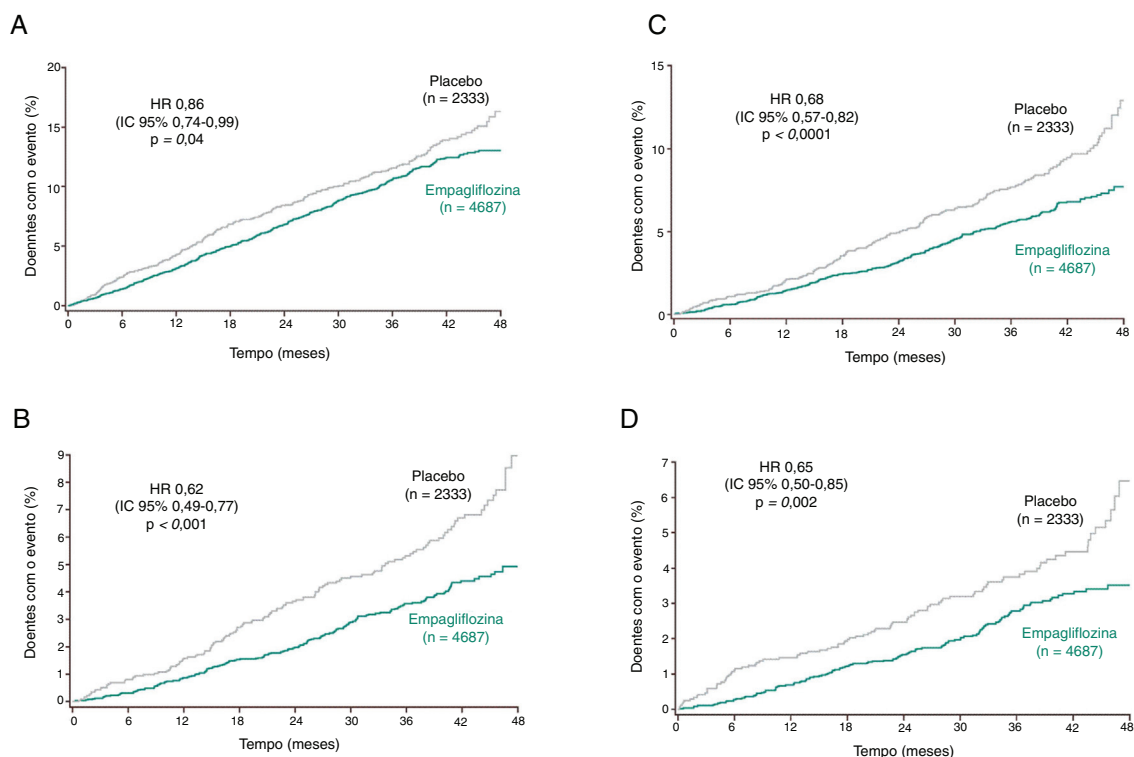 A
Doenntes com o evento (%)
20
15
10
5
0
HR 0,86
(IC 95% 0,74-0,99)
p = 0,04
Placebo
(n = 2333)
Empagliflozina
(n = 4687)
0 6 12 18 24 30 36 42 48
Tempo (meses)
C
Doentes com o evento (%)
15
10
5
0
HR 0,68
(IC 95% 0,57-0,82)
p < 0,0001
Placebo
(n = 2333)
Empagliflozina
(n = 4687)
0 6 12 18 24 30 36 42 48
Tempo (meses)
B
Doentes com o evento (%)
9
8
7
6
5
4
3
2
1
0
HR 0,62
(IC 95% 0,49-0,77)
p < 0,001
Placebo
(n = 2333)
Empagliflozina
(n = 4687)
0 6 12 18 24 30 36 42 48
Tempo (meses)
D
Doentes com o evento (%)
7
6
5
4
3
2
1
0
HR 0,65
(IC 95% 0,50-0,85)
p = 0,002
Placebo
(n = 2333)
Empagliflozina
(n = 4687)
0 6 12 18 24 30 36 42 48
Tempo (meses)